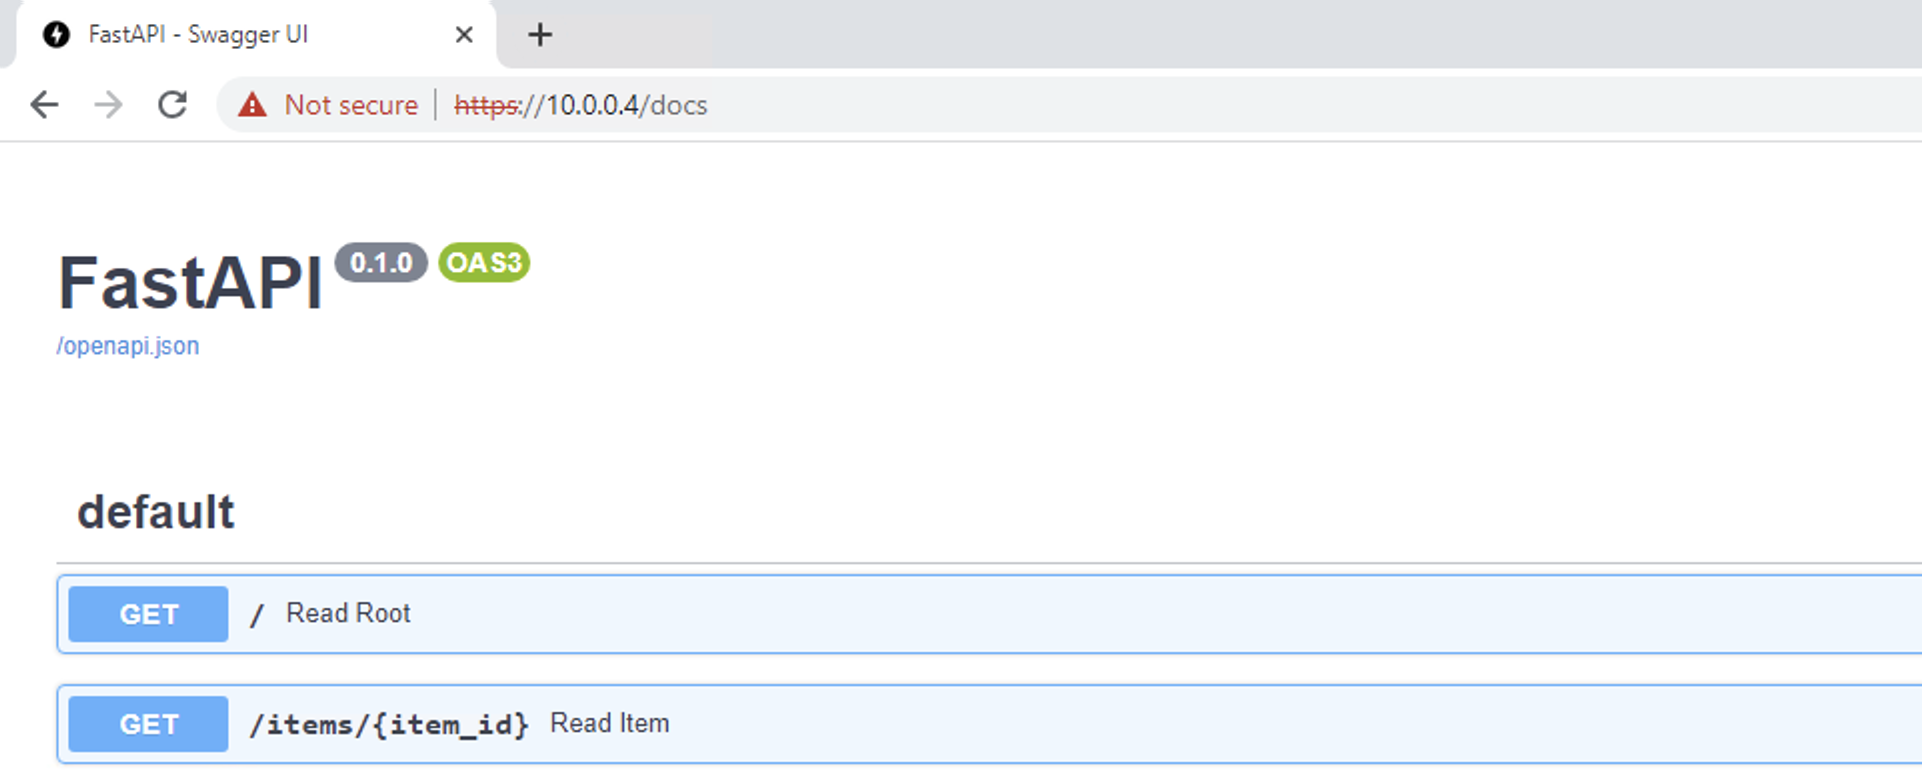 FastAPI - Swagger UI
Not secure https://10.0.0.4/docs
FastAPI 0.1.0 OAS3
/openapi.json
default
GET / Read Root
GET /items/{item_id} Read Item